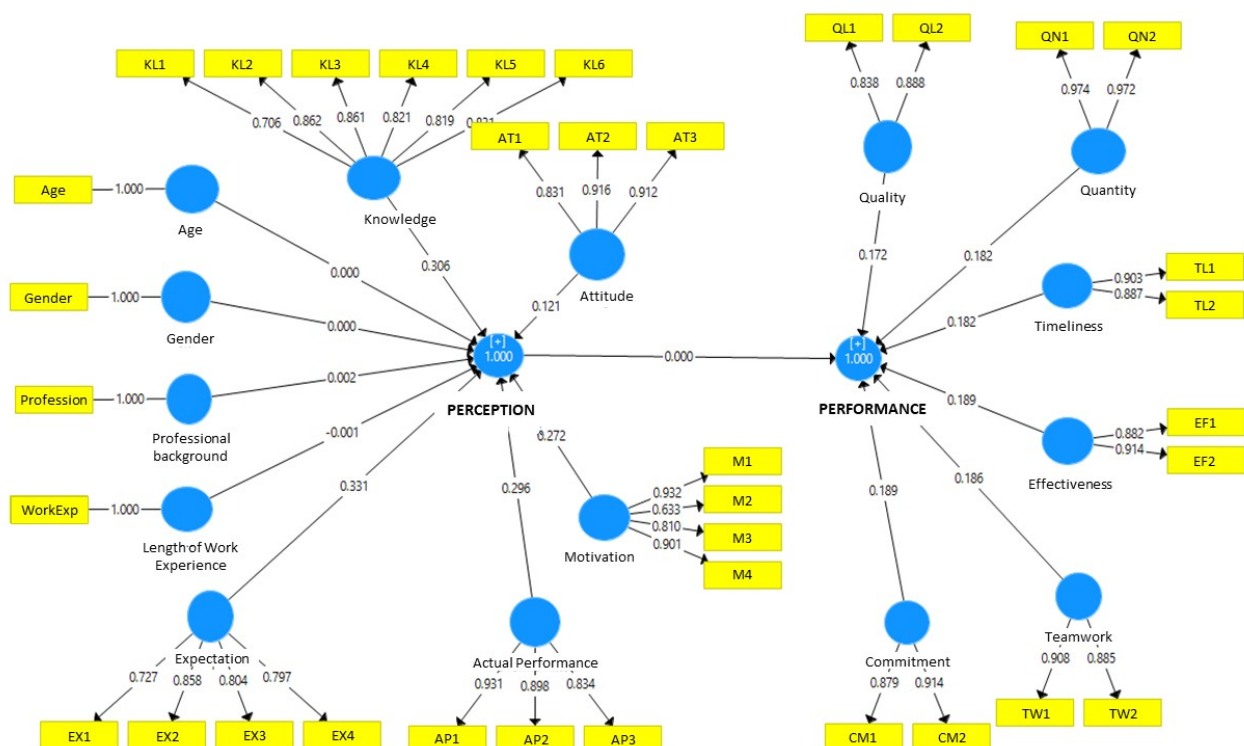 QL1
QL2
QN1
QN2
KL1
KL2
KL3
KL4
KL5
KL6
0.838
0.888
0.974
0.972
0.706
0.862
0.861
0.821
0.819
AT1
AT2
AT3
Age
1.000
Age
Knowledge
0.831
0.916
0.912
Quality
Quantity
0.306
0.000
Attitude
0.121
0.172
0.182
Gender
1.000
Gender
0.000
TL1
0.903
0.887
TL2
Timeliness
0.182
[+]
1.000
0.000
[+]
1.000
Profession
1.000
0.002
Professional
background
PERCEPTION
PERFORMANCE
0.189
EF1
0.882
0.914
EF2
Effectiveness
-0.001
0.272
0.331
0.296
0.189
0.186
WorkExp
1.000
Length of Work
Experience
M1
0.932
M2
0.633
M3
0.810
M4
0.901
Motivation
Expectation
Actual Performance
Commitment
Teamwork
0.727
0.858
0.804
0.797
0.931
0.898
0.834
0.879
0.914
0.908
0.885
EX1
EX2
EX3
EX4
AP1
AP2
AP3
CM1
CM2
TW1
TW2